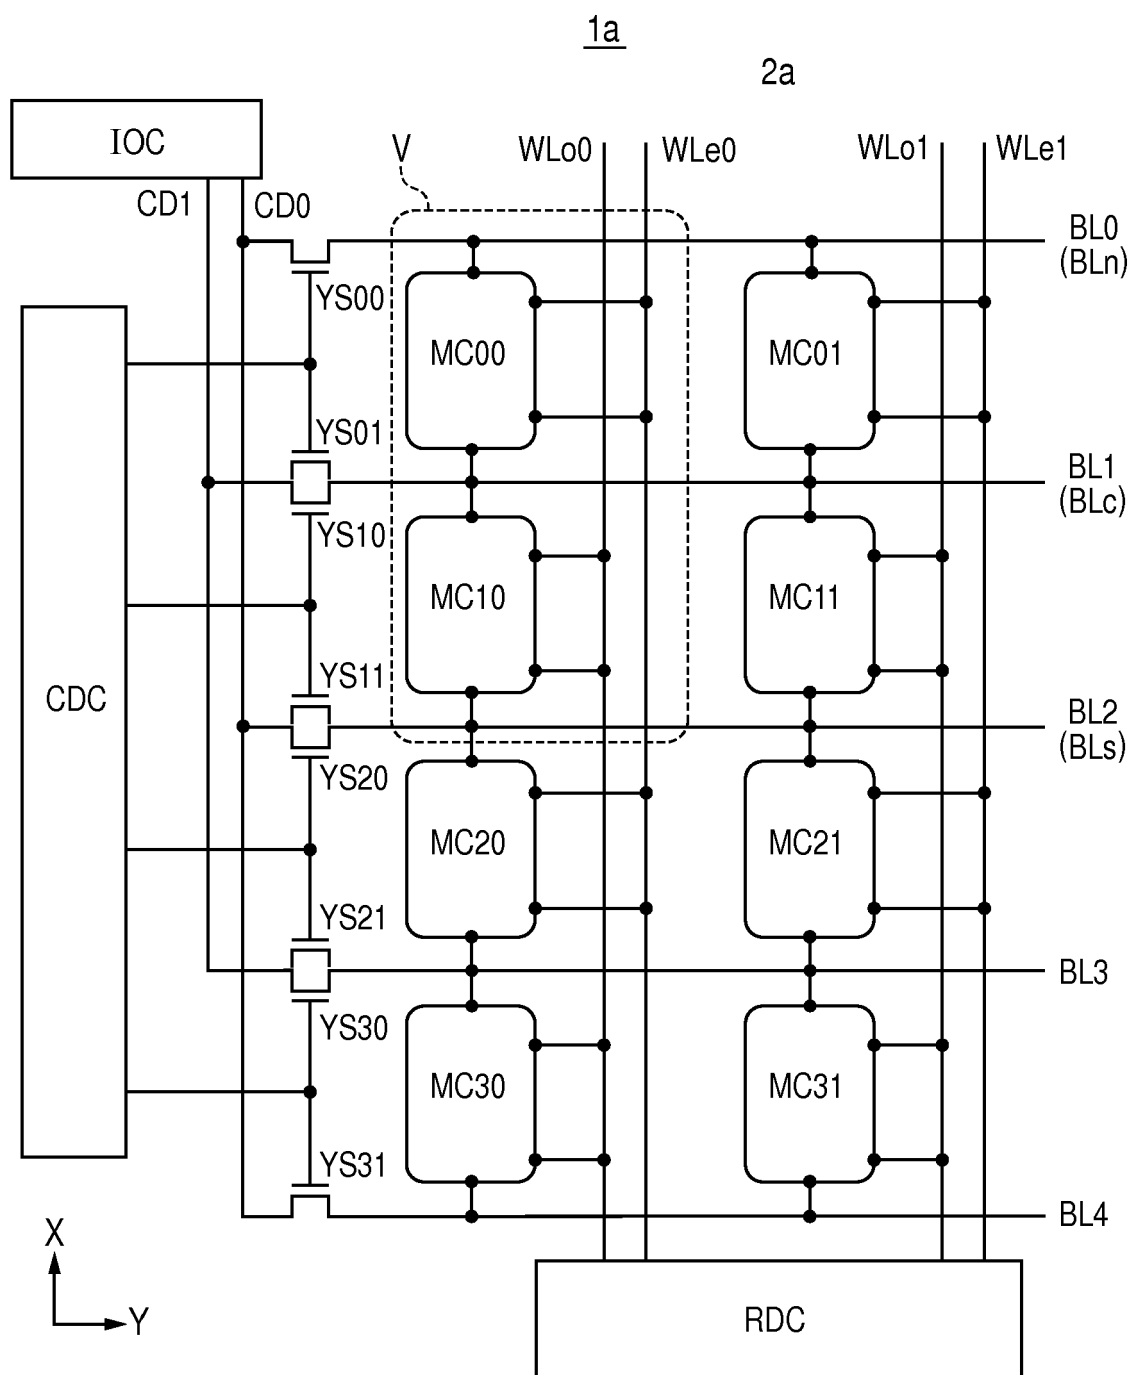 1a
2a
IOC
V
WLo0
WLe0
WLo1
WLe1
CD1
CD0
BL0
(BLn)
YS00
MC00
MC01
YS01
BL1
(BLc)
YS10
MC10
MC11
CDC
YS11
BL2
(BLs)
YS20
MC20
MC21
YS21
BL3
YS30
MC30
MC31
YS31
BL4
X
Y
RDC